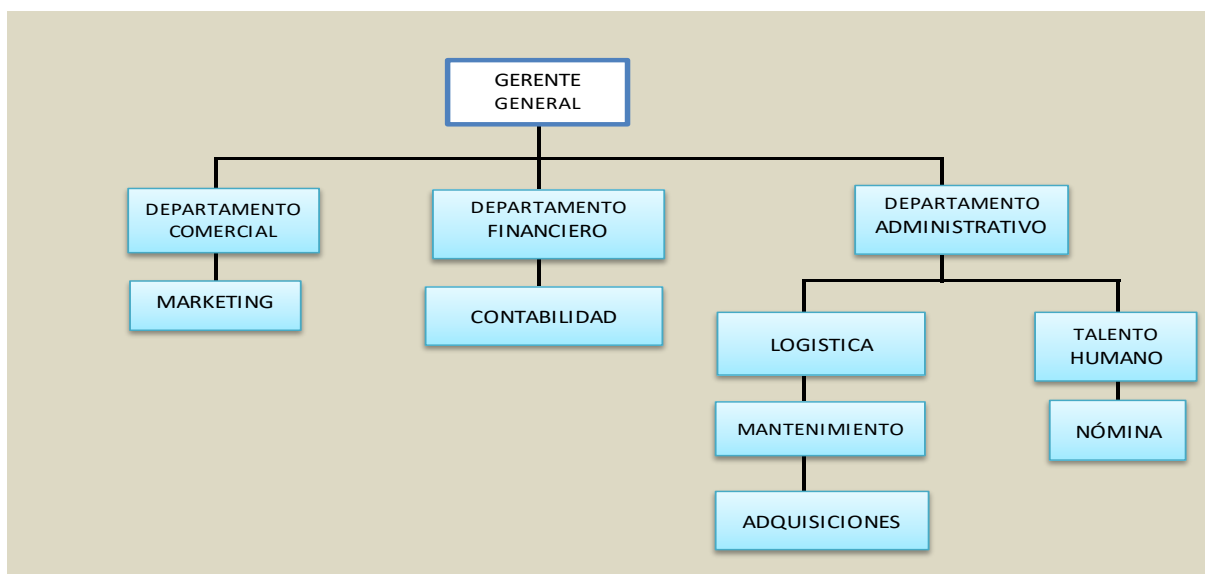 GERENTE
GENERAL
DEPARTAMENTO
COMERCIAL
DEPARTAMENTO
FINANCIERO
DEPARTAMENTO
ADMINISTRATIVO
MARKETING
CONTABILIDAD
LOGISTICA
TALENTO
HUMANO
MANTENIMIENTO
NÓMINA
ADQUISICIONES